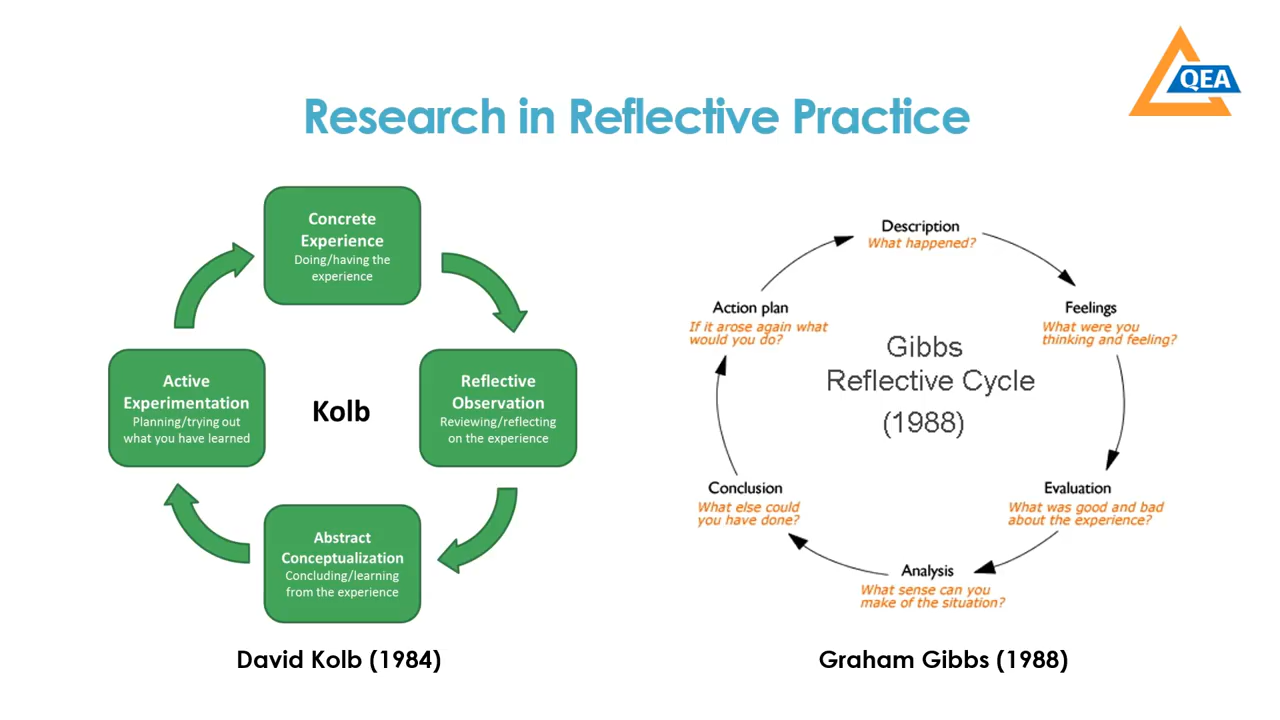 QEA
Research in Reflective Practice
Concrete
Experience
Doing/having the
experience
Reflective
Observation
Reviewing/reflecting
on the experience
Abstract
Conceptualization
Concluding/learning
from the experience
Active
Experimentation
Planning/trying out
what you have learned
Kolb
David Kolb (1984)
Description
What happened?
Feelings
What were you
thinking and feeling?
Evaluation
What was good and bad
about the experience?
Analysis
What sense can you
make of the situation?
Conclusion
What else could
you have done?
Action plan
If it arose again what
would you do?
Gibbs
Reflective Cycle
(1988)
Graham Gibbs (1988)